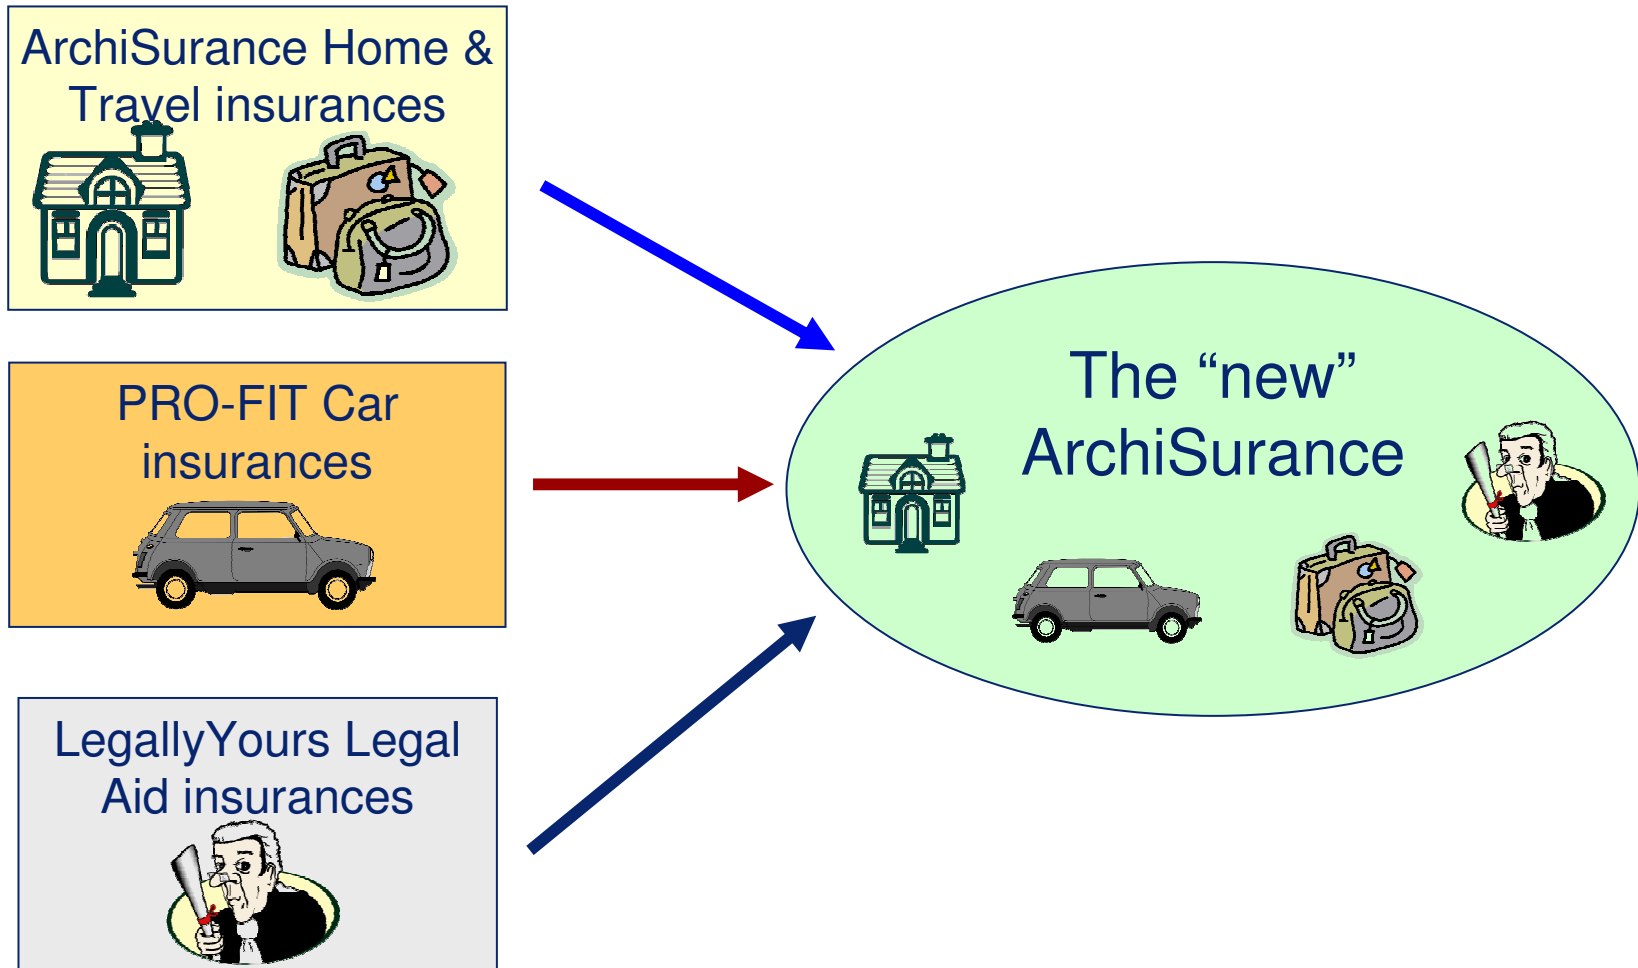 ArchiSurance Home &
Travel insurances
PRO-FIT Car
insurances
LegallyYours Legal
Aid insurances
The “new”
ArchiSurance